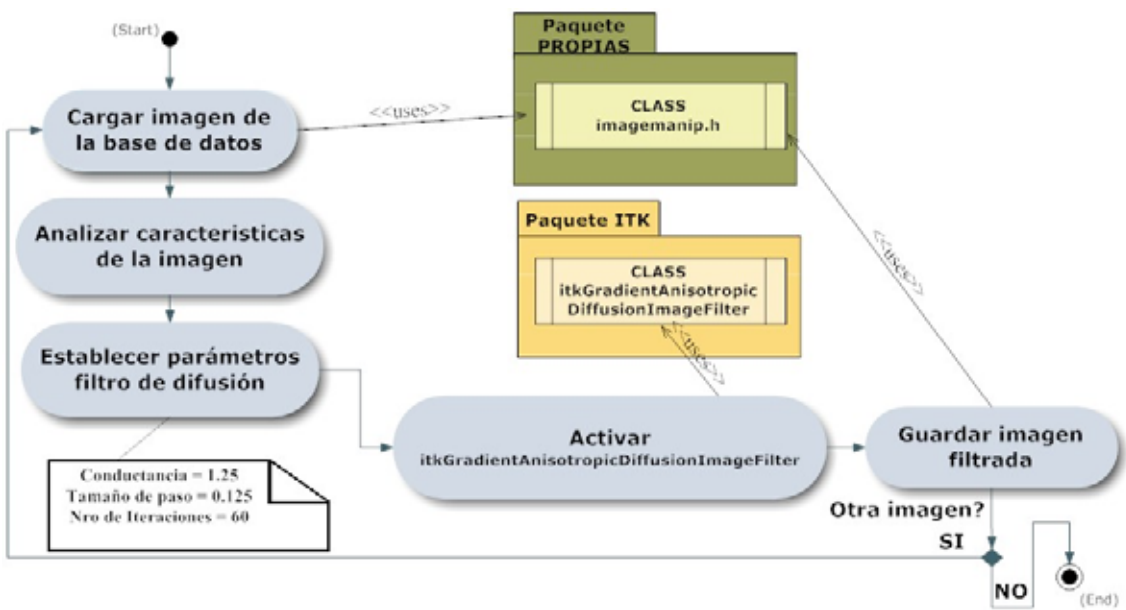 (Start)
Paquete
PROPIAS
CLASS
imagemanip.h
<<uses>>
Cargar imagen de
la base de datos
Analizar caracteristicas
de la imagen
Paquete ITK
CLASS
itkGradientAnisotropic
DiffusionImageFilter
<<uses>>
<<uses>>
Establecer parámetros
filtro de difusión
Conductancia = 1.25
Tamaño de paso = 0.125
Nro de Iteraciones = 60
Activar
itkGradientAnisotropicDiffusionImageFilter
Guardar imagen
filtrada
Otra imagen?
SI
NO
(End)